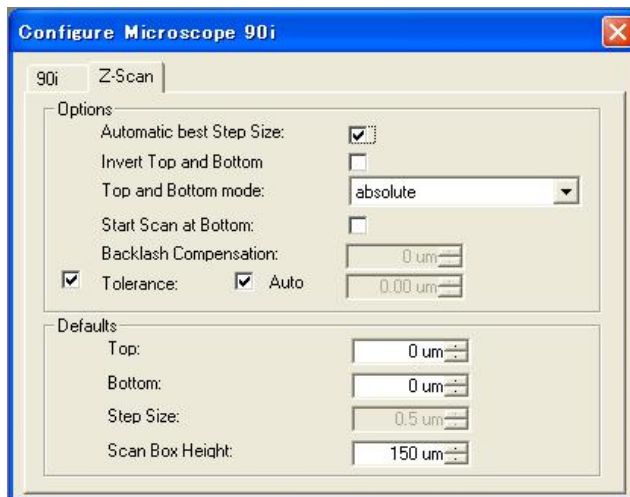 Configure Microscope 90i
90i Z-Scan
Options
Automatic best Step Size:
Invert Top and Bottom
Top and Bottom mode: absolute
Start Scan at Bottom:
Backlash Compensation: 0 um
Tolerance: Auto 0.00 um
Defaults
Top: 0 um
Bottom: 0 um
Step Size: 0.5 um
Scan Box Height: 150 um